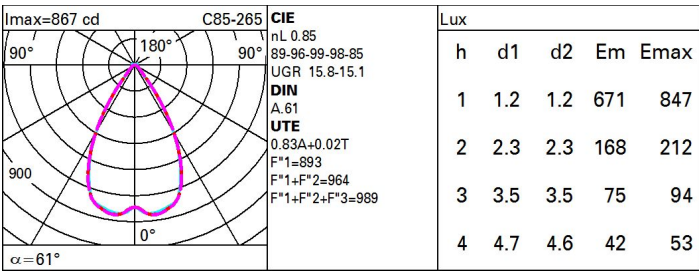 Imax=867 cd C85-265
90° 180° 90°
900
0°
α=61°
CIE
nL 0.85
89-96-99-98-85
UGR 15.8-15.1
DIN
A.61
UTE
0.83A+0.02T
F"1=893
F"1+F"2=964
F"1+F"2+F"3=989
Lux
h d1 d2 Em Emax
1 1.2 1.2 671 847
2 2.3 2.3 168 212
3 3.5 3.5 75 94
4 4.7 4.6 42 53